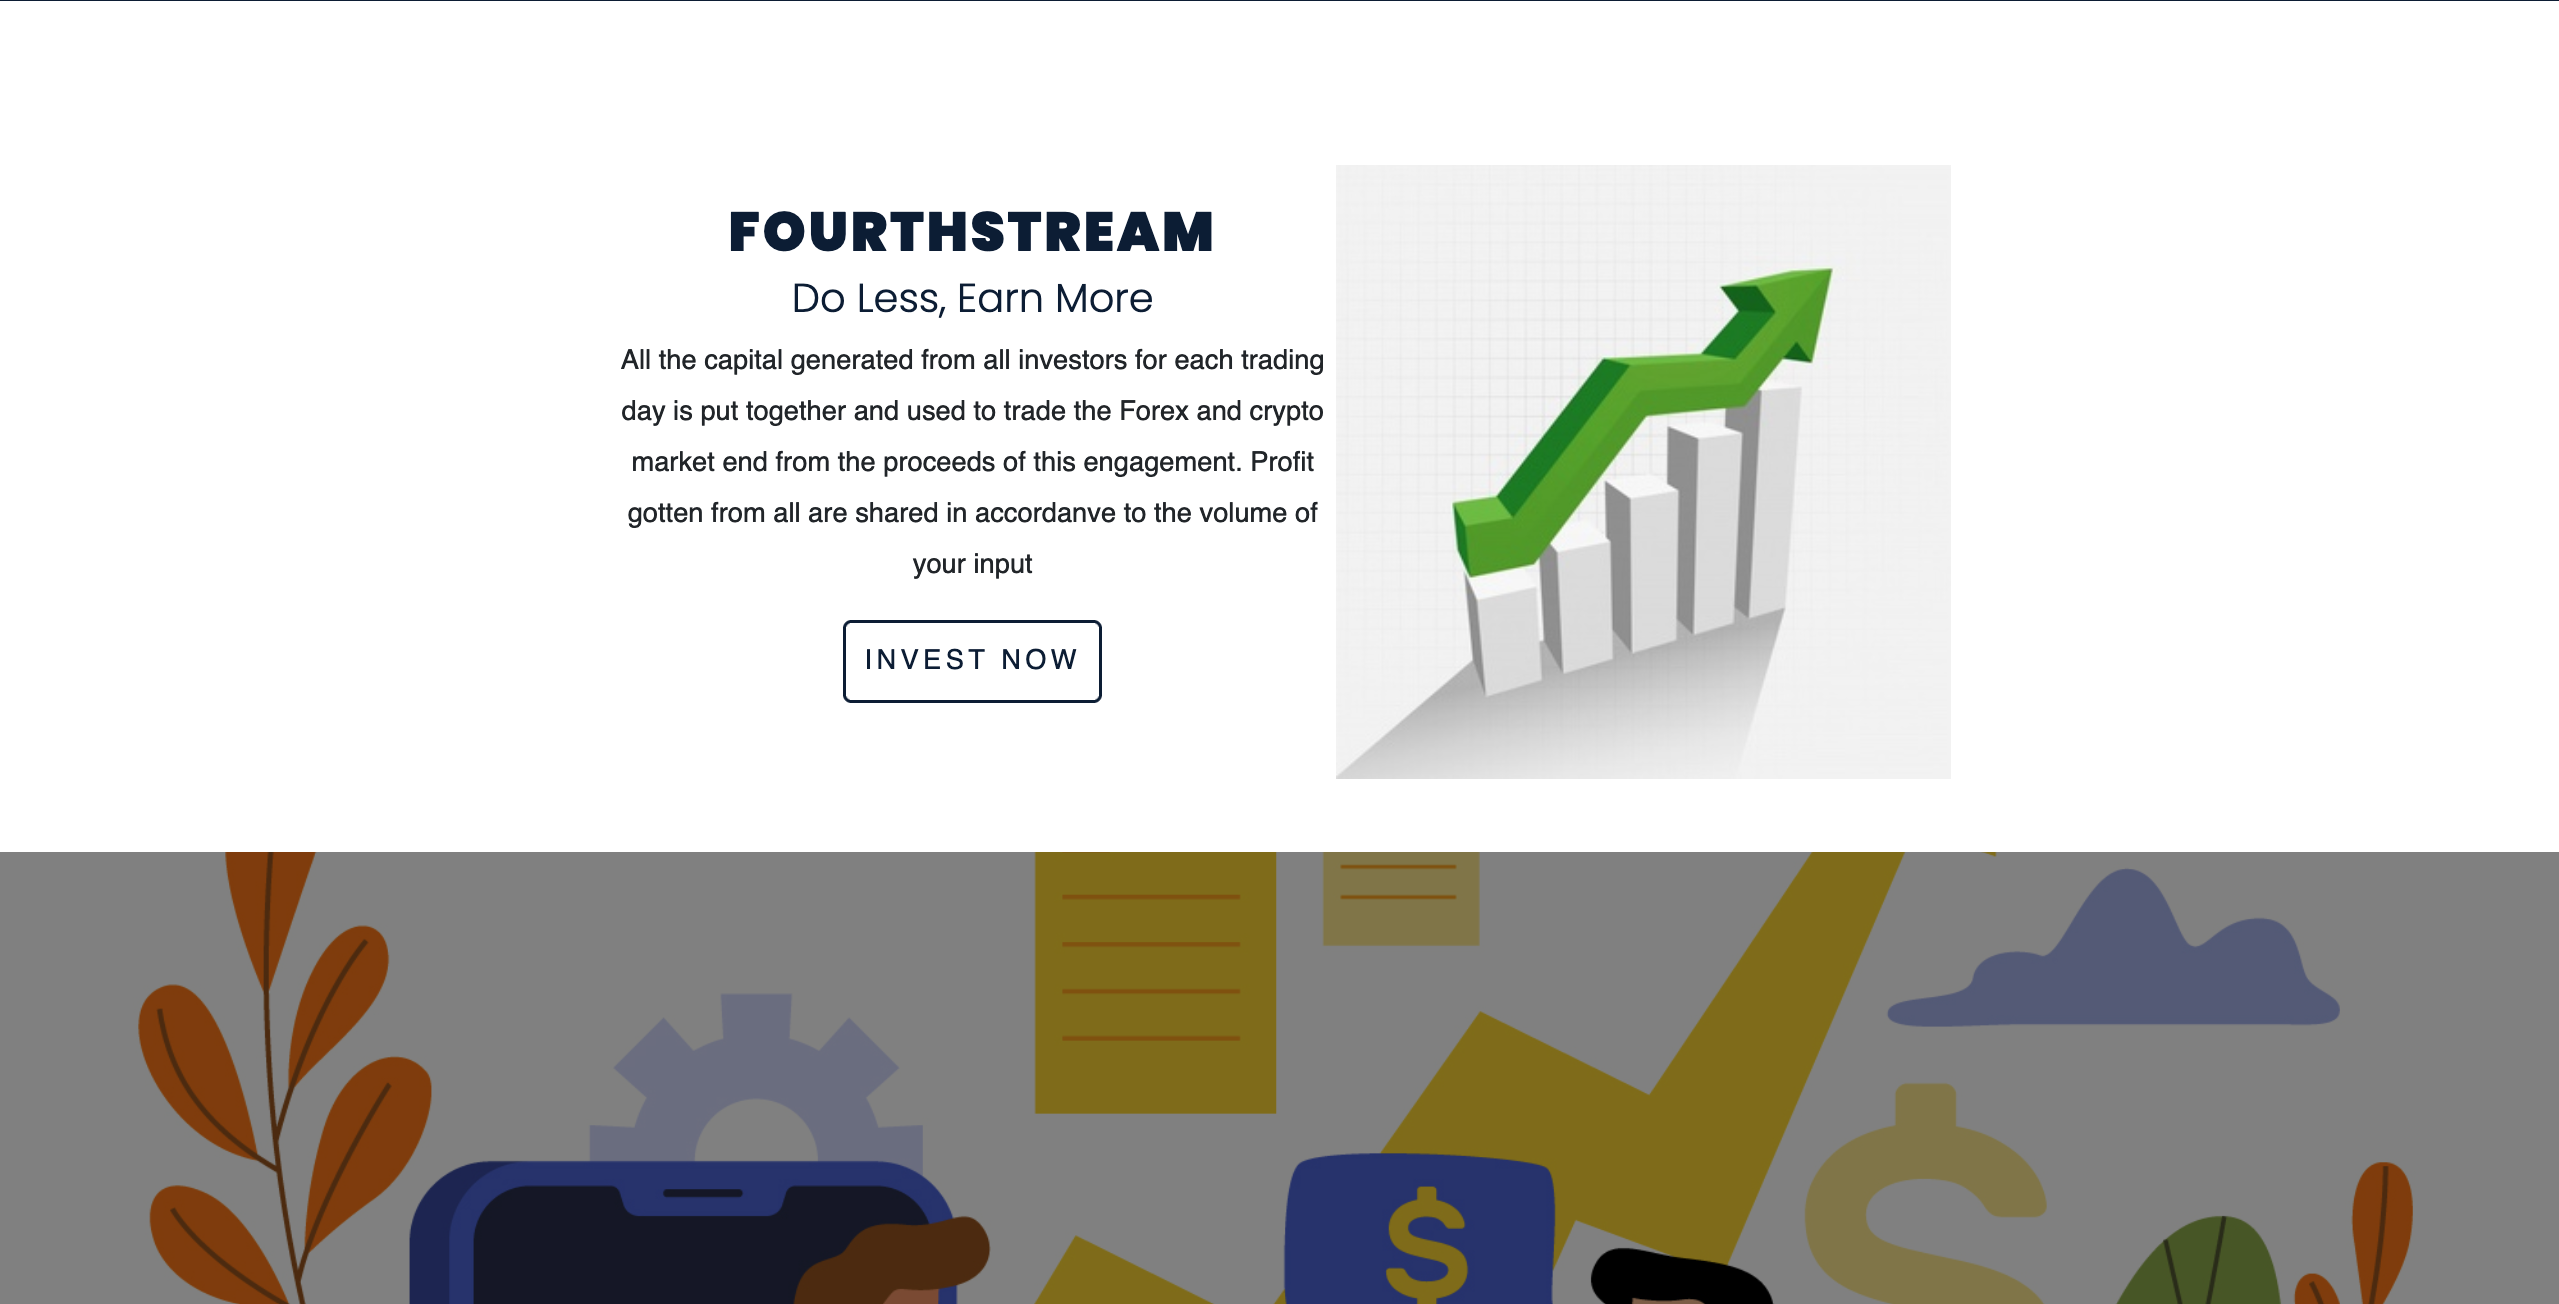 FOURTHSTREAM
Do Less, Earn More
All the capital generated from all investors for each trading
day is put together and used to trade the Forex and crypto
market end from the proceeds of this engagement. Profit
gotten from all are shared in accordanve to the volume of
your input
INVEST NOW
$
$